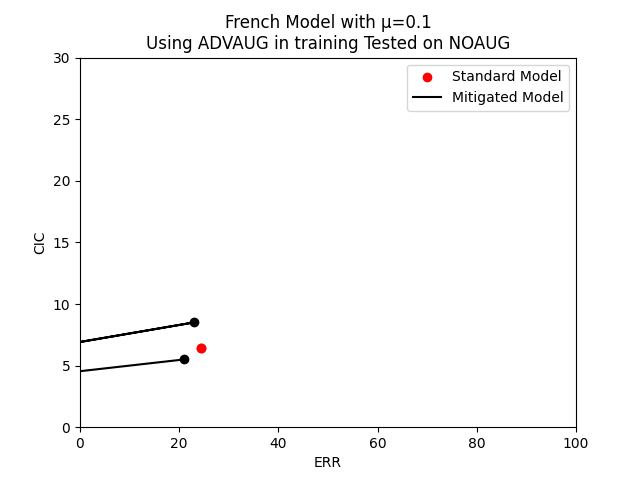 French Model with μ=0.1
Using ADVAUG in training Tested on NOAUG
Standard Model
Mitigated Model
30
25
20
15
10
5
0
CIC
0 20 40 60 80 100
ERR